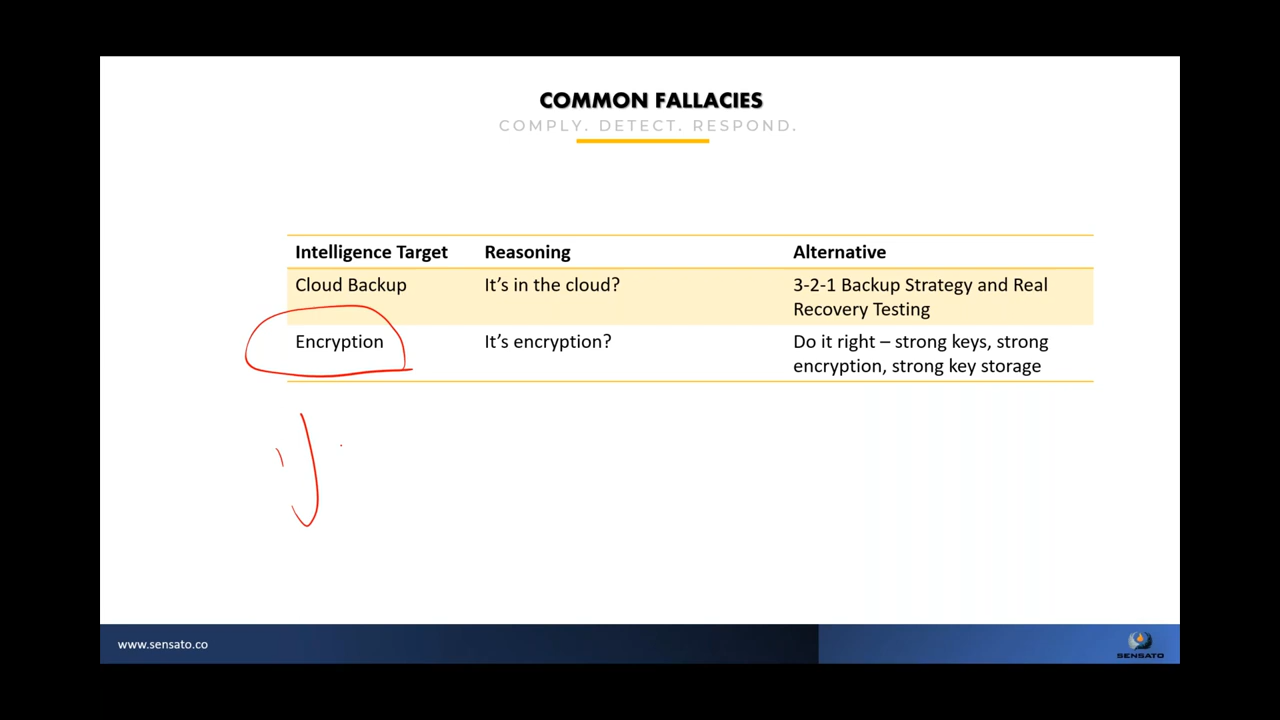 COMMON FALLACIES
COMPLY. DETECT. RESPOND.
Intelligence Target Reasoning Alternative
Cloud Backup It’s in the cloud? 3-2-1 Backup Strategy and Real
Recovery Testing
Encryption It’s encryption? Do it right – strong keys, strong
encryption, strong key storage
www.sensato.co
SENSATO